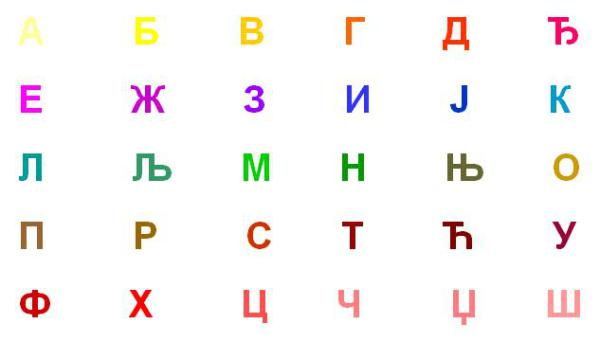 А Б В Г Д Ђ
Е Ж З И Ј К
Л Љ М Н Њ О
П Р С Т Ћ У
Ф Х Ц Ч Џ Ш